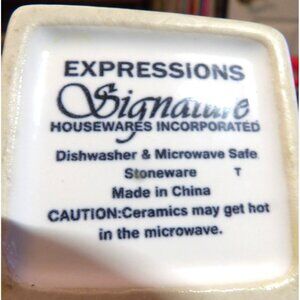 EXPRESSIONS
Signature
HOUSEWARES INCORPORATED
Dishwasher & Microwave Safe
Stoneware T
Made in China
CAUTION:Ceramics may get hot
in the microwave.